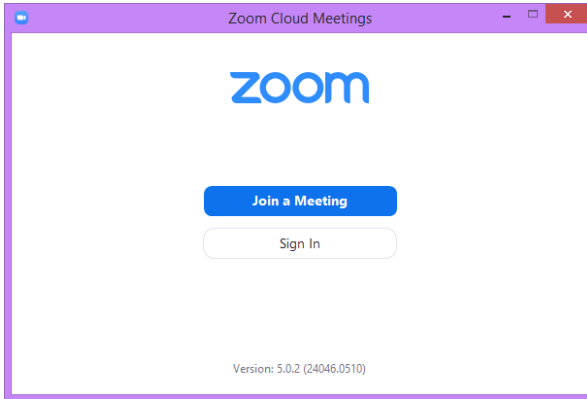 Zoom Cloud Meetings
zoom
Join a Meeting
Sign In
Version: 5.0.2 (24046.0510)